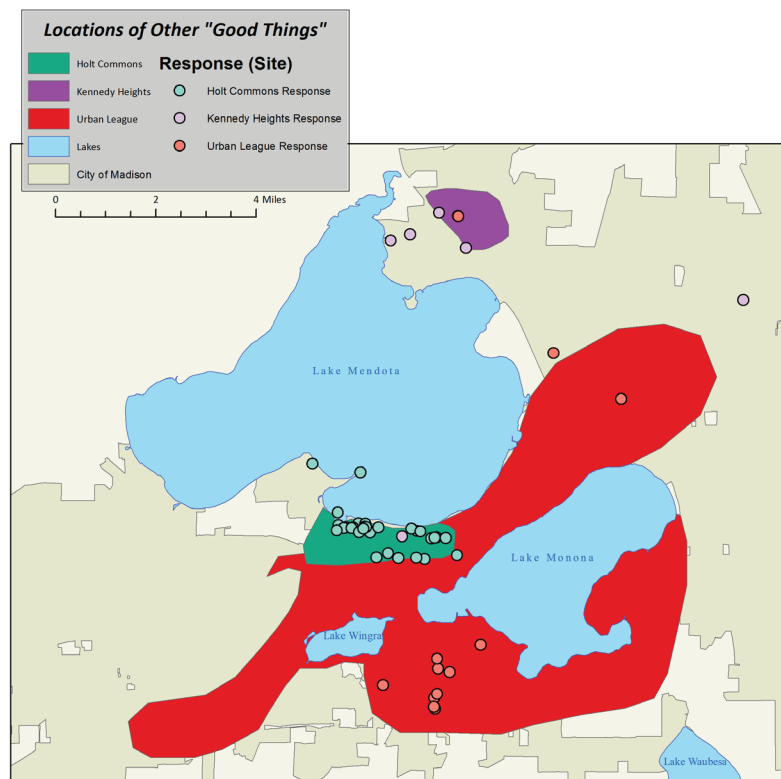 Locations of Other "Good Things"
Holt Commons
Kennedy Heights
Urban League
Lakes
City of Madison
Response (Site)
Holt Commons Response
Kennedy Heights Response
Urban League Response
0 2 4 Miles
Lake Mendota
Lake Monona
Lake Wingra
Lake Waubesa